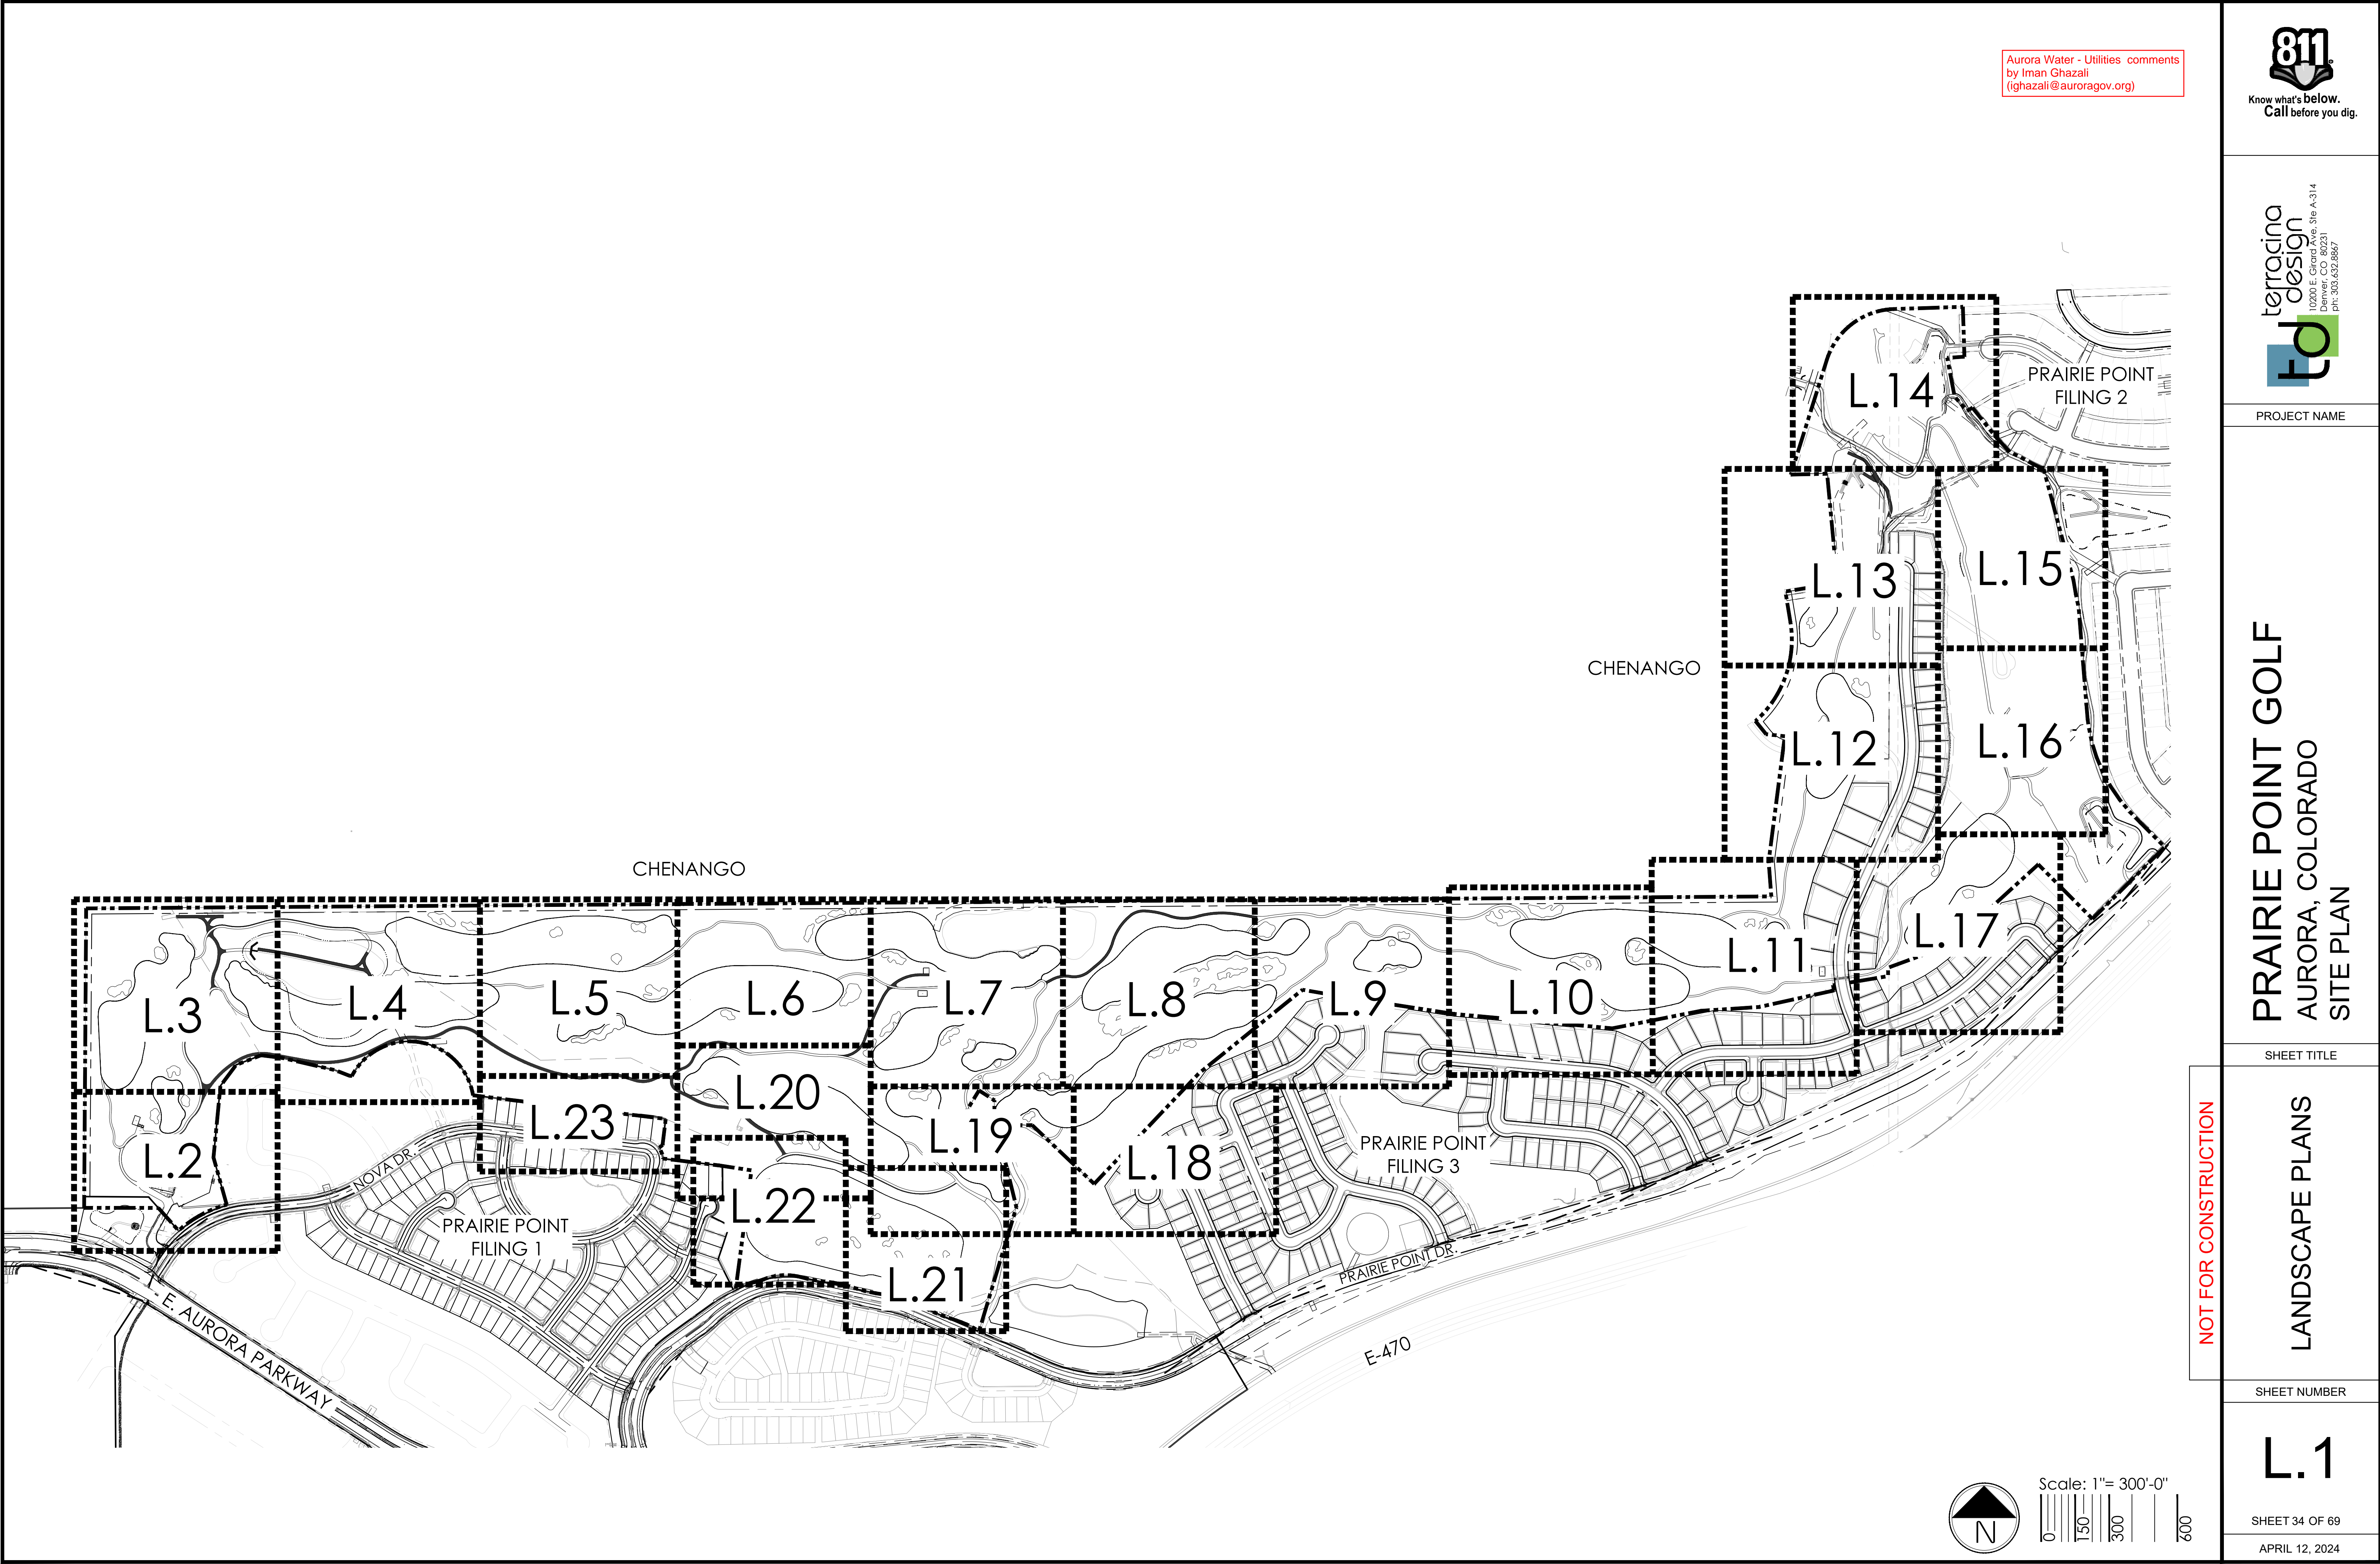 Aurora Water - Utilities  comments
by Iman Ghazali
(ighazali@auroragov.org)
811
Know what's below.
Call before you dig.
terracina
design
10200 E. Girard Ave, Ste A-314
Denver, CO  80231
ph: 303.632.8867
td
PROJECT NAME
PRAIRIE POINT GOLF
AURORA, COLORADO
SITE PLAN
SHEET TITLE
LANDSCAPE PLANS
NOT FOR CONSTRUCTION
SHEET NUMBER
L.1
SHEET 34 OF 69
APRIL 12, 2024
L.14
PRAIRIE POINT
FILING 2
L.13
L.15
CHENANGO
L.12
L.16
CHENANGO
L.3
L.4
L.5
L.6
L.7
L.8
L.9
L.10
L.11
L.17
L.2
NOVA DR.
L.23
L.20
L.19
L.18
PRAIRIE POINT
FILING 3
L.22
PRAIRIE POINT
FILING 1
L.21
PRAIRIE POINT DR.
E. AURORA PARKWAY
E-470
N
Scale: 1"= 300'-0"
0
150
300
600